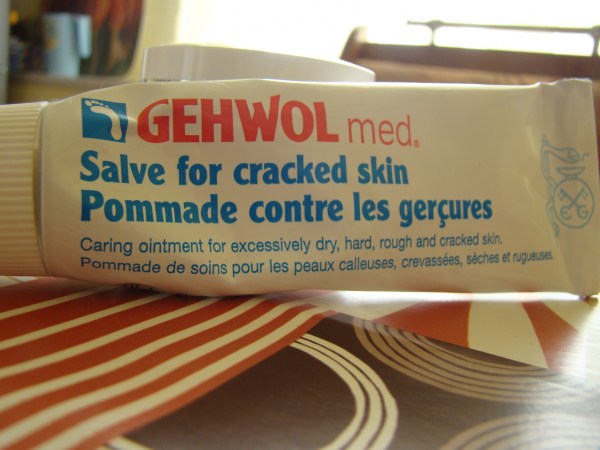 GEHWOL med.
Salve for cracked skin
Pommade contre les gerçures
Caring ointment for excessively dry, hard, rough and cracked skin.
Pommade de soins pour les peaux calleuses, crevassées, sèches et rugueuses.